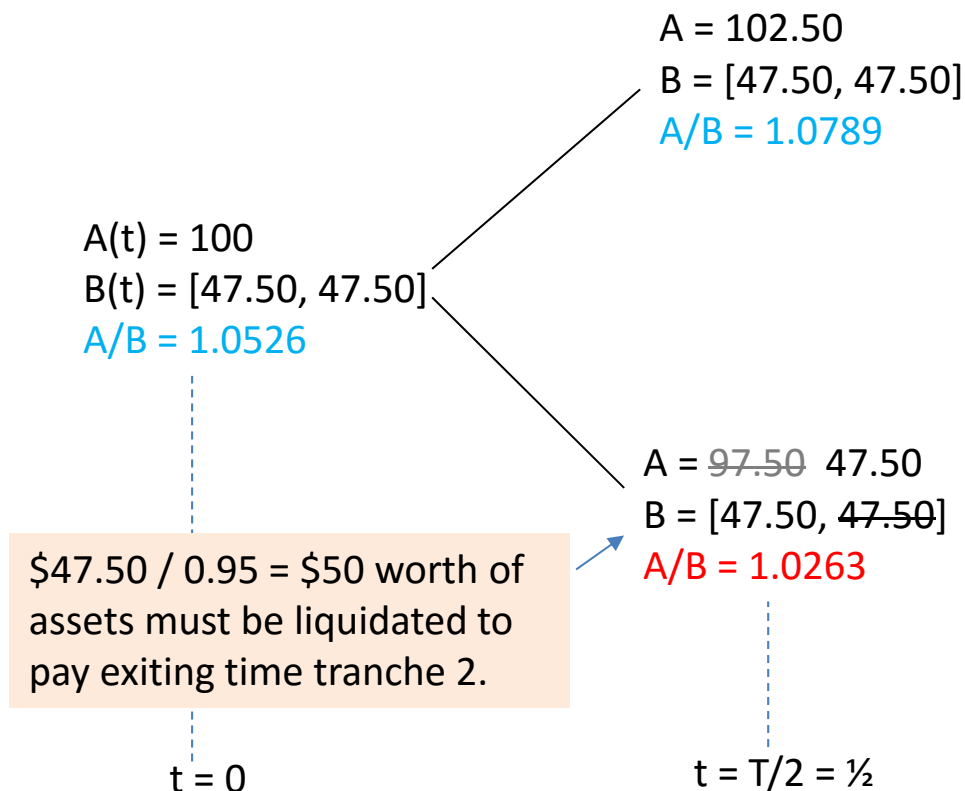 A = 102.50
B = [47.50, 47.50]
A/B = 1.0789
A(t) = 100
B(t) = [47.50, 47.50]
A/B = 1.0526
A = 97.50 47.50
B = [47.50, 47.50]
A/B = 1.0263
$47.50 / 0.95 = $50 worth of
assets must be liquidated to
pay exiting time tranche 2.
t = 0
t = T/2 = ½